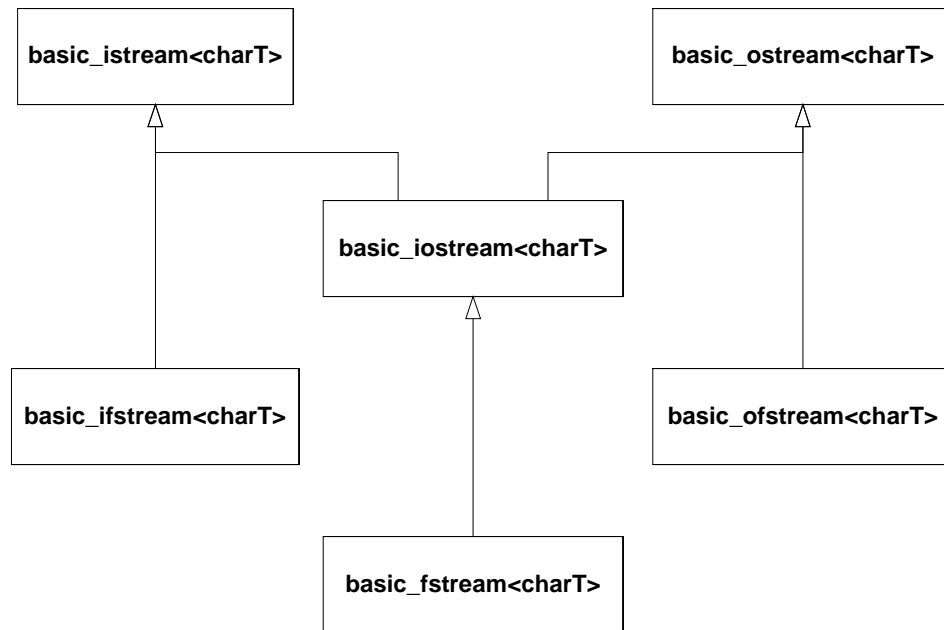 basic_istream<charT>
basic_ostream<charT>
basic_iostream<charT>
basic_ifstream<charT>
basic_ofstream<charT>
basic_fstream<charT>